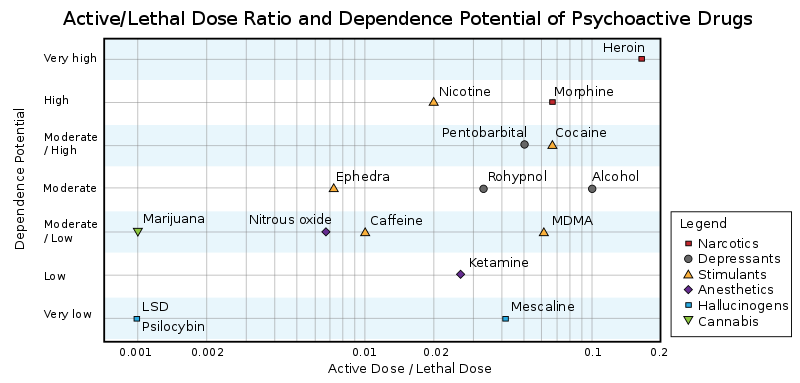 Active/Lethal Dose Ratio and Dependence Potential of Psychoactive Drugs
Dependence Potential
Very high
High
Moderate
/ High
Moderate
Moderate
/ Low
Low
Very low
Heroin
Nicotine
Morphine
Pentobarbital
Cocaine
Ephedra
Rohypnol
Alcohol
Marijuana
Nitrous oxide
Caffeine
MDMA
Ketamine
LSD
Psilocybin
Mescaline
0.001
0.002
0.01
0.02
0.1
0.2
Active Dose / Lethal Dose
Legend
Narcotics
Depressants
Stimulants
Anesthetics
Hallucinogens
Cannabis